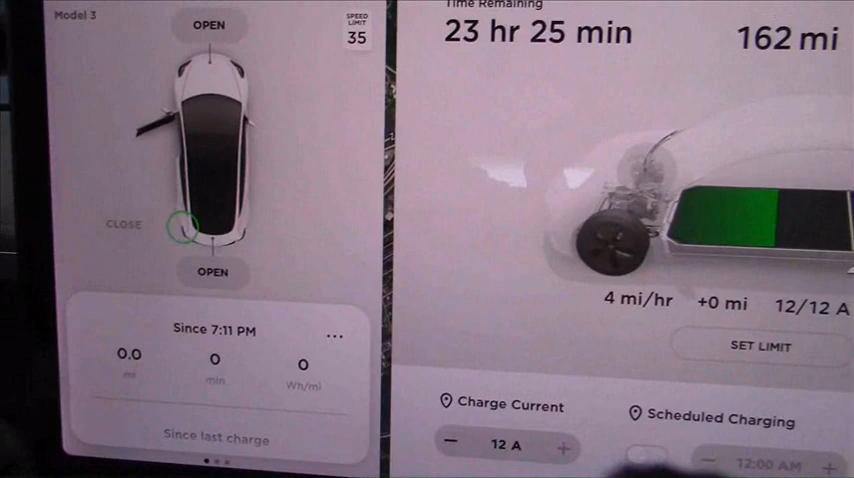 Model 3
OPEN
SPEED
LIMIT
35
CLOSE
OPEN
Since 7:11 PM
...
0.0
0
0
mi
min
Wh/mi
Since last charge
Time Remaining
23 hr 25 min
162 mi
4 mi/hr
+0 mi
12/12 A
SET LIMIT
Charge Current
Scheduled Charging
− 12 A +
− 12:00 AM +